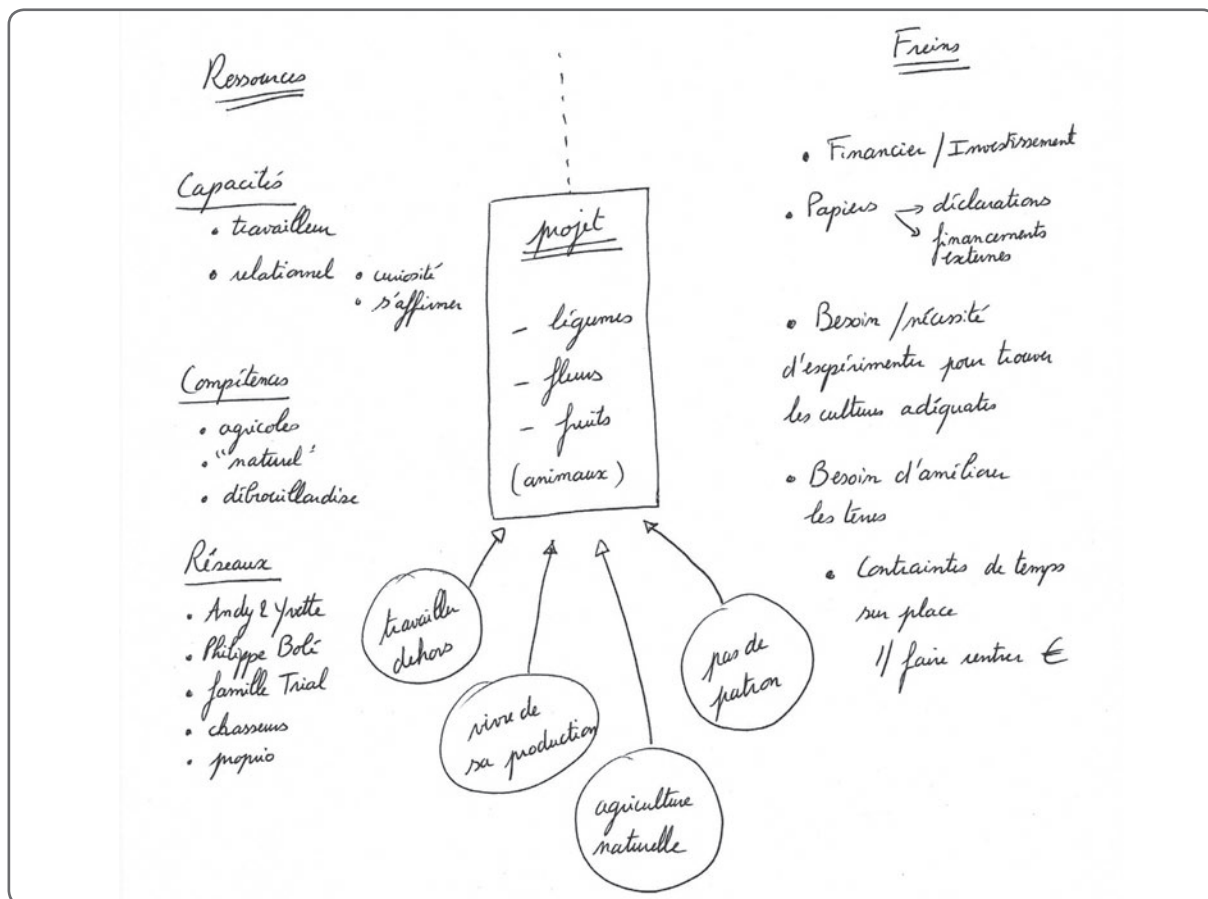 Ressources
Capacités
• travailleur
• relationnel
• curiosité
• s'affirmer
Compétences
• agricoles
• "naturel"
• débrouillardise
Réseaux
• Andy & Yvette
• Philippe Bolé
• famille Trial
• chasseurs
• proprio
projet
- légumes
- fleurs
- fruits
(animaux)
travailler
dehors
vivre de
sa production
agriculture
naturelle
pas de
patron
Freins
• Financier / Investissement
• Papiers → déclarations
↘ financements
externes
• Besoin / nécessité
d'expérimenter pour trouver
les cultures adéquates
• Besoin d'améliorer
les terres
• Contraintes de temps
sur place
// faire rentrer €